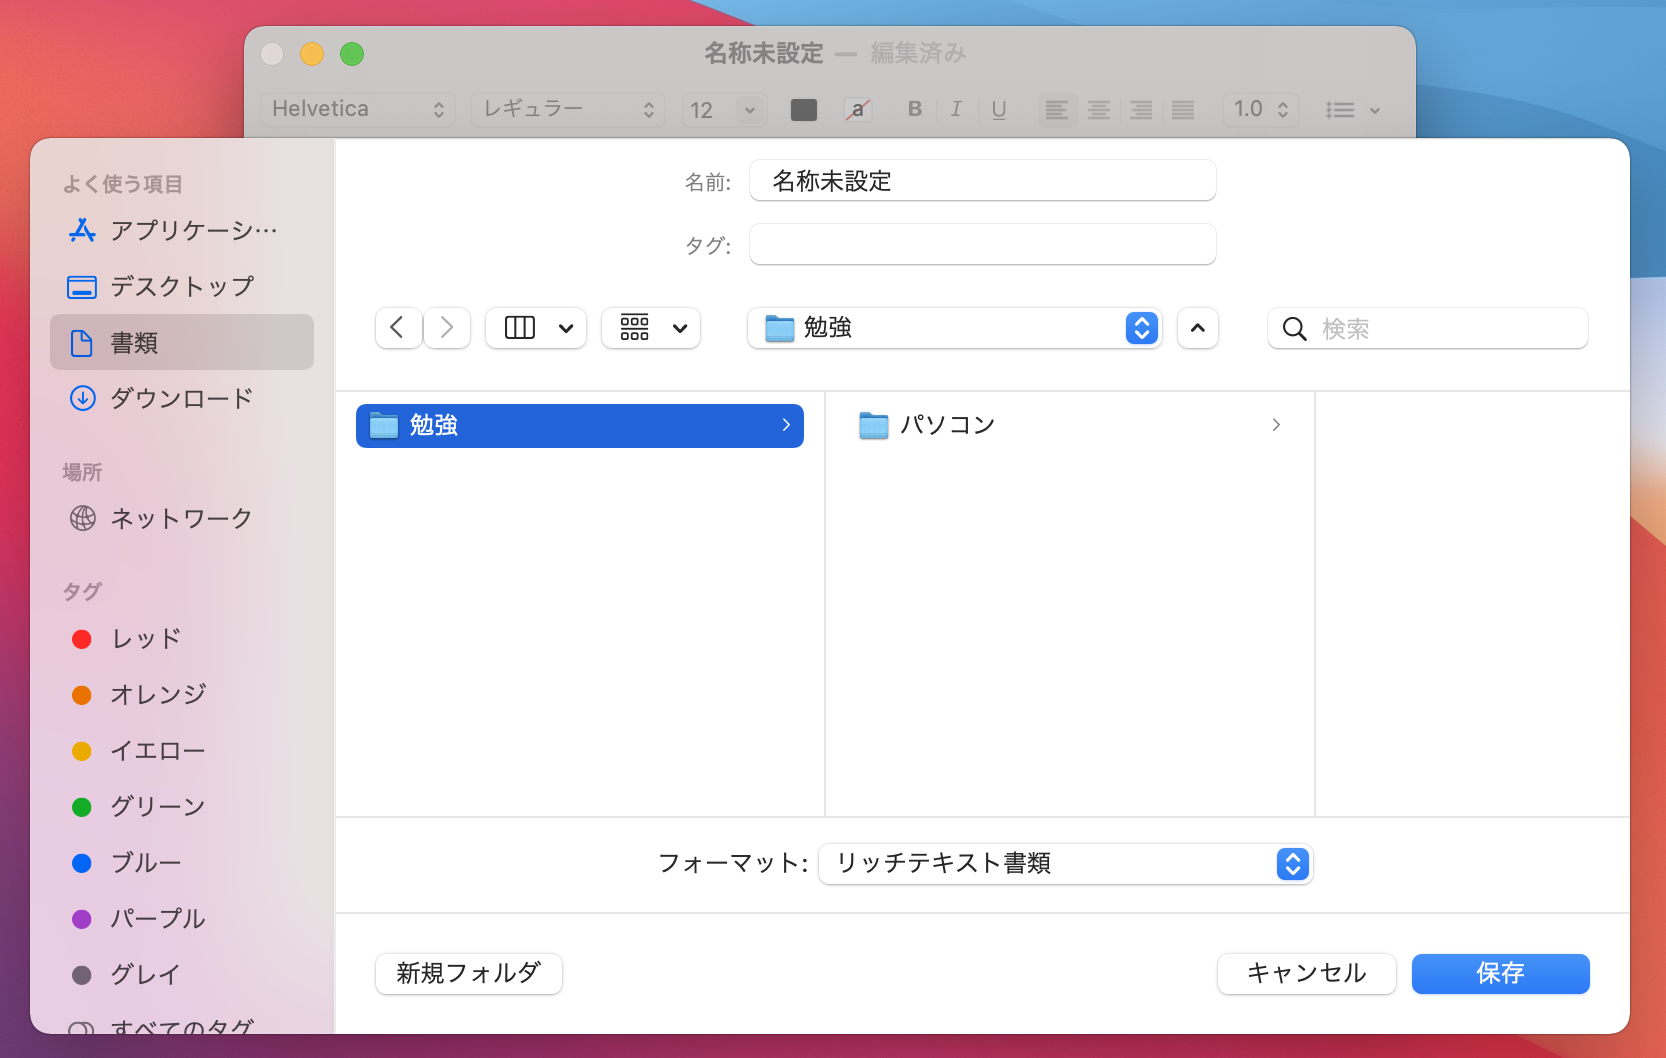 名称未設定 — 編集済み
Helvetica レギュラー 12 a B I U 1.0
よく使う項目
アプリケーシ…
デスクトップ
書類
ダウンロード
場所
ネットワーク
タグ
レッド
オレンジ
イエロー
グリーン
ブルー
パープル
グレイ
すべてのタグ
名前: 名称未設定
タグ:
勉強 検索
勉強
パソコン
フォーマット: リッチテキスト書類
新規フォルダ キャンセル 保存